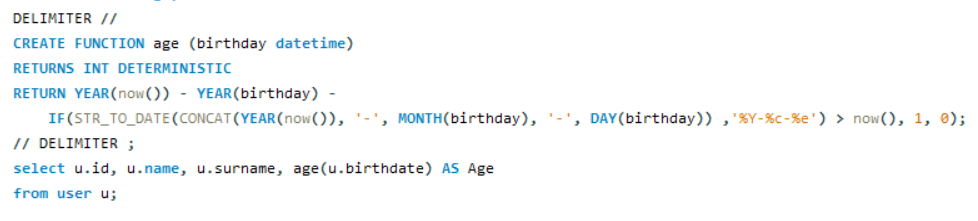 DELIMITER //
CREATE FUNCTION age (birthday datetime)
RETURNS INT DETERMINISTIC
RETURN YEAR(now()) - YEAR(birthday) -
IF(STR_TO_DATE(CONCAT(YEAR(now()), '-', MONTH(birthday), '-', DAY(birthday)) ,'%Y-%c-%e') > now(), 1, 0);
// DELIMITER ;
select u.id, u.name, u.surname, age(u.birthdate) AS Age
from user u;